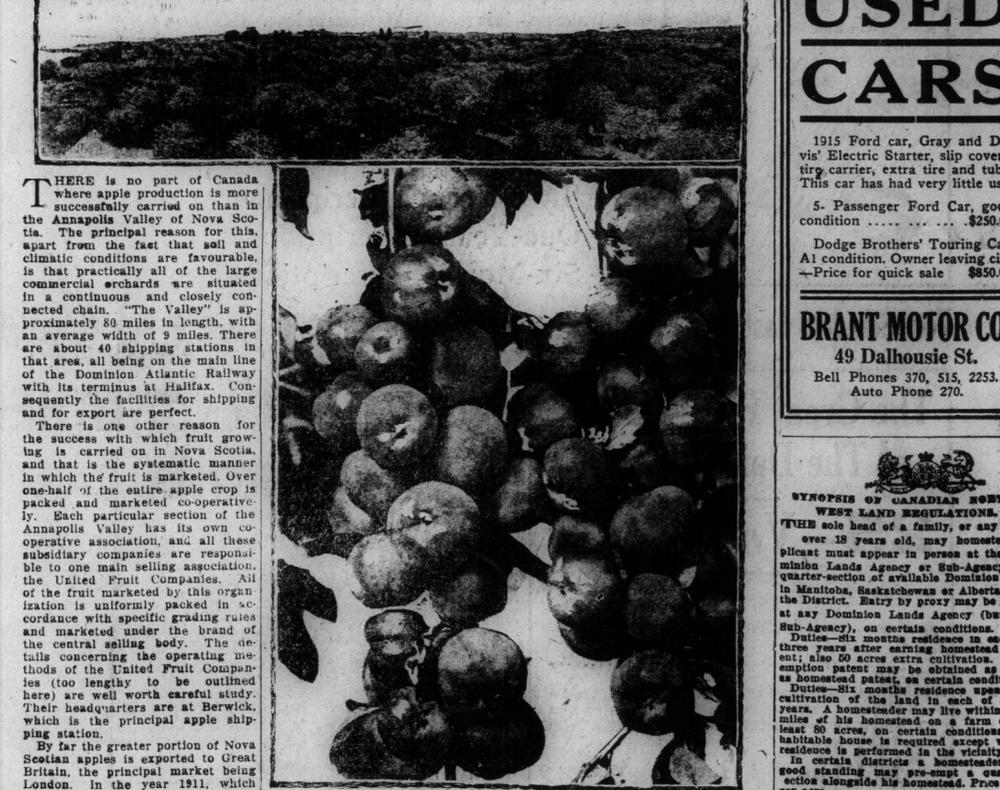 THERE is no part of Canada
where apple production is more
successfully carried on than in
the Annapolis Valley of Nova Sco-
tia. The principal reason for this,
apart from the fact that soil and
climatic conditions are favourable,
is that practically all of the large
commercial orchards are situated
in a continuous and closely con-
nected chain. "The Valley" is ap-
proximately 80 miles in length, with
an average width of 9 miles. There
are about 40 shipping stations in
that area, all being on the main line
of the Dominion Atlantic Railway
with its terminus at Halifax. Con-
sequently the facilities for shipping
and for export are perfect.
There is one other reason for
the success with which fruit grow-
ing is carried on in Nova Scotia,
and that is the systematic manner
in which the fruit is marketed. Over
one-half of the entire apple crop is
packed and marketed co-operative-
ly. Each particular section of the
Annapolis Valley has its own co-
operative association, and all these
subsidiary companies are responsi-
ble to one main selling association,
the United Fruit Companies. All
of the fruit marketed by this organ
ization is uniformly packed in ac-
cordance with specific grading rules
and marketed under the brand of
the central selling body. The de-
tails concerning the operating me-
thods of the United Fruit Compan-
ies (too lengthy to be outlined
here) are well worth careful study.
Their headquarters are at Berwick,
which is the principal apple ship-
ping station.
By far the greater portion of Nova
Scotian apples is exported to Great
Britain, the principal market being
London. In the year 1911, which
USED
CARS
1915 Ford car, Gray and D
vis' Electric Starter, slip cove
tire carrier, extra tire and tub
This car has had very little us
5- Passenger Ford Car, goo
condition ..... ... ....$250.
Dodge Brothers' Touring Ca
A1 condition. Owner leaving ci
—Price for quick sale $850.
BRANT MOTOR CO
49 Dalhousie St.
Bell Phones 370, 515, 2253.
Auto Phone 270.
SYNOPSIS OF CANADIAN NOR
WEST LAND REGULATIONS.
THE sole head of a family, or any
over 18 years old, may homeste
plicant must appear in person at the
minion Lands Agency or Sub-Agenc
quarter-section of available Dominion
in Manitoba, Saskatchewan or Alberta
the District. Entry by proxy may be
at any Dominion Lands Agency (bu
Sub-Agency), on certain conditions.
Duties—Six months residence in ea
three years after earning homestead
ent; also 50 acres extra cultivation.
emption patent may be obtained as
as homestead patent, on certain condi
Duties—Six months residence upon
cultivation of the land in each of
years. A homesteader may live within
miles of his homestead on a farm
least 80 acres, on certain conditions
habitable house is required except
residence is performed in the vicinity
In certain districts a homesteader
good standing may pre-empt a qua
ection alongside his homestead. Price